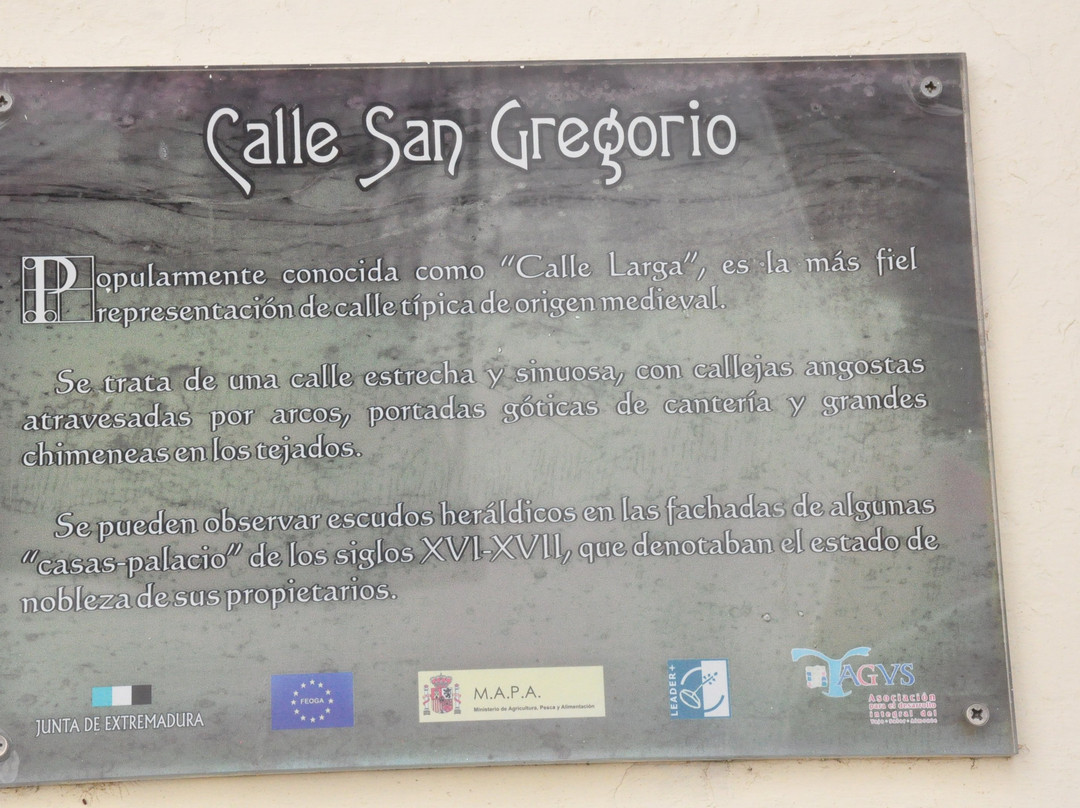 Calle San Gregorio
Popularmente conocida como “Calle Larga”, es la más fiel
representación de calle típica de origen medieval.
Se trata de una calle estrecha y sinuosa, con callejas angostas
atravesadas por arcos, portadas góticas de cantería y grandes
chimeneas en los tejados.
Se pueden observar escudos heráldicos en las fachadas de algunas
“casas-palacio” de los siglos XVI-XVII, que denotaban el estado de
nobleza de sus propietarios.
JUNTA DE EXTREMADURA
FEOGA
M.A.P.A.
Ministerio de Agricultura, Pesca y Alimentación
LEADER+
TAGVS
Asociación
para el desarrollo
integral del
Tajo · Salor · Almonte